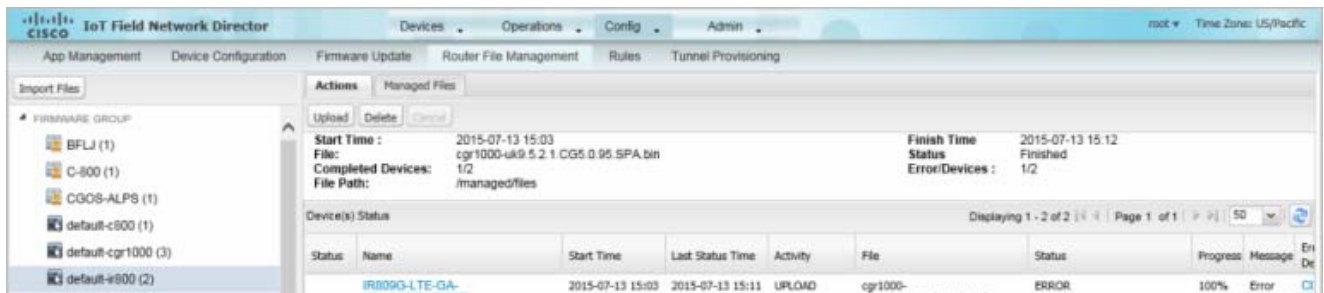 CISCO IoT Field Network Director Devices Operations Config Admin root Time Zone: US/Pacific
App Management Device Configuration Firmware Update Router File Management Rules Tunnel Provisioning
Import Files
FIRMWARE GROUP
BFLJ (1)
C-800 (1)
CGOS-ALPS (1)
default-c800 (1)
default-cgr1000 (3)
default-ir800 (2)
Actions Managed Files
Upload Delete Cancel
Start Time : 2015-07-13 15:03 Finish Time 2015-07-13 15:12
File: cgr1000-uk9.5.2.1.CG5.0.95.SPA.bin Status Finished
Completed Devices: 1/2 Error/Devices : 1/2
File Path: /managed/files
Device(s) Status Displaying 1 - 2 of 2 Page 1 of 1 50
Status Name Start Time Last Status Time Activity File Status Progress Message
IR809G-LTE-GA- 2015-07-13 15:03 2015-07-13 15:11 UPLOAD cgr1000- ERROR 100% Error